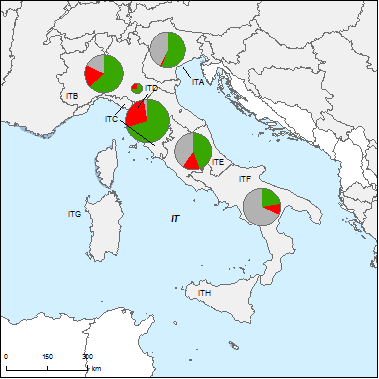 ITA
ITD
ITB
ITC
ITE
ITF
ITG
IT
ITH
0 150 300
km